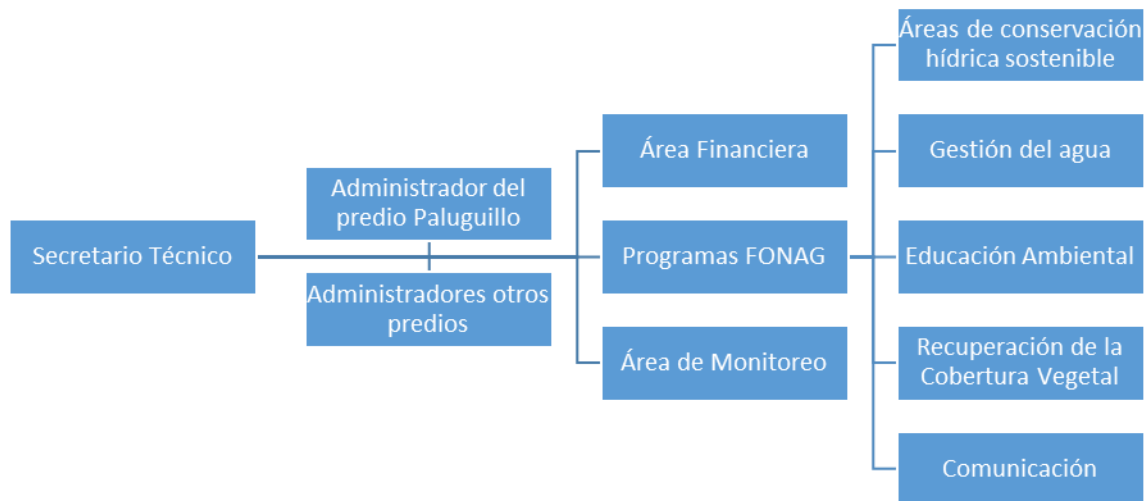 Secretario Técnico
Administrador del
predio Paluguillo
Administradores otros
predios
Área Financiera
Programas FONAG
Área de Monitoreo
Áreas de conservación
hídrica sostenible
Gestión del agua
Educación Ambiental
Recuperación de la
Cobertura Vegetal
Comunicación